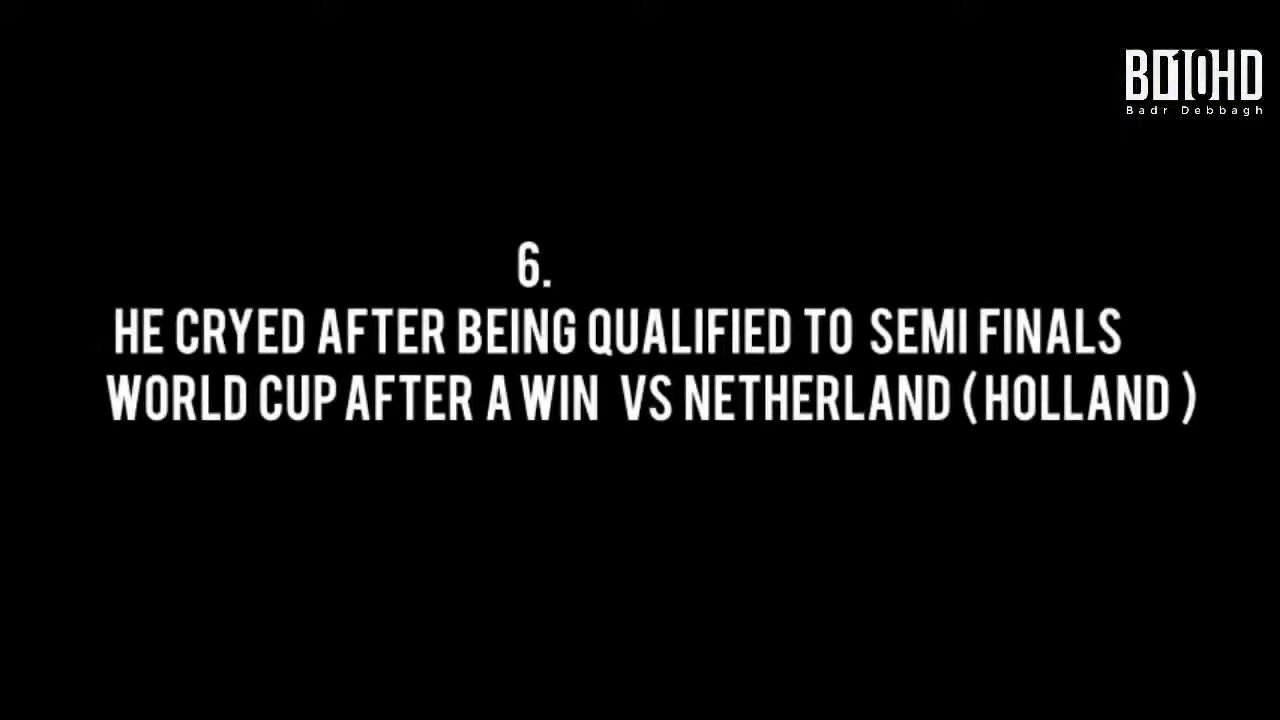 BD10HD
Badr Debbagh
6.
HE CRYED AFTER BEING QUALIFIED TO SEMI FINALS
WORLD CUP AFTER A WIN VS NETHERLAND ( HOLLAND )